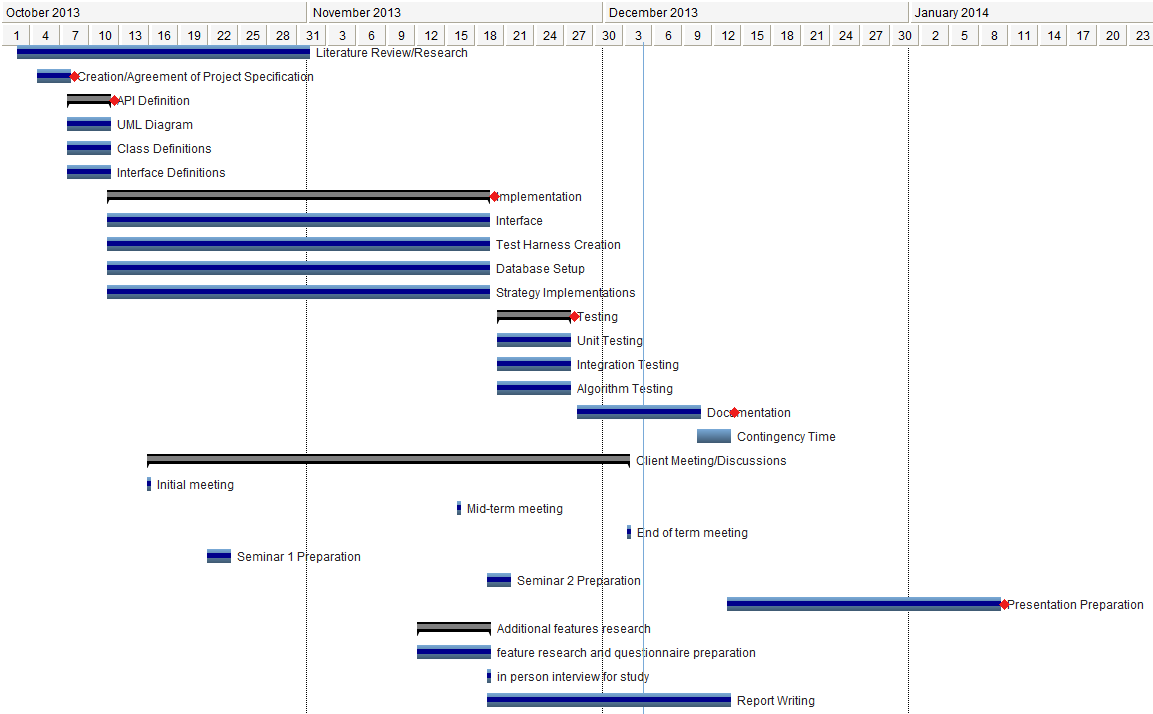 October 2013 November 2013 December 2013 January 2014
1 4 7 10 13 16 19 22 25 28 31 3 6 9 12 15 18 21 24 27 30 3 6 9 12 15 18 21 24 27 30 2 5 8 11 14 17 20 23
Literature Review/Research
Creation/Agreement of Project Specification
API Definition
UML Diagram
Class Definitions
Interface Definitions
Implementation
Interface
Test Harness Creation
Database Setup
Strategy Implementations
Testing
Unit Testing
Integration Testing
Algorithm Testing
Documentation
Contingency Time
Client Meeting/Discussions
Initial meeting
Mid-term meeting
End of term meeting
Seminar 1 Preparation
Seminar 2 Preparation
Presentation Preparation
Additional features research
feature research and questionnaire preparation
in person interview for study
Report Writing